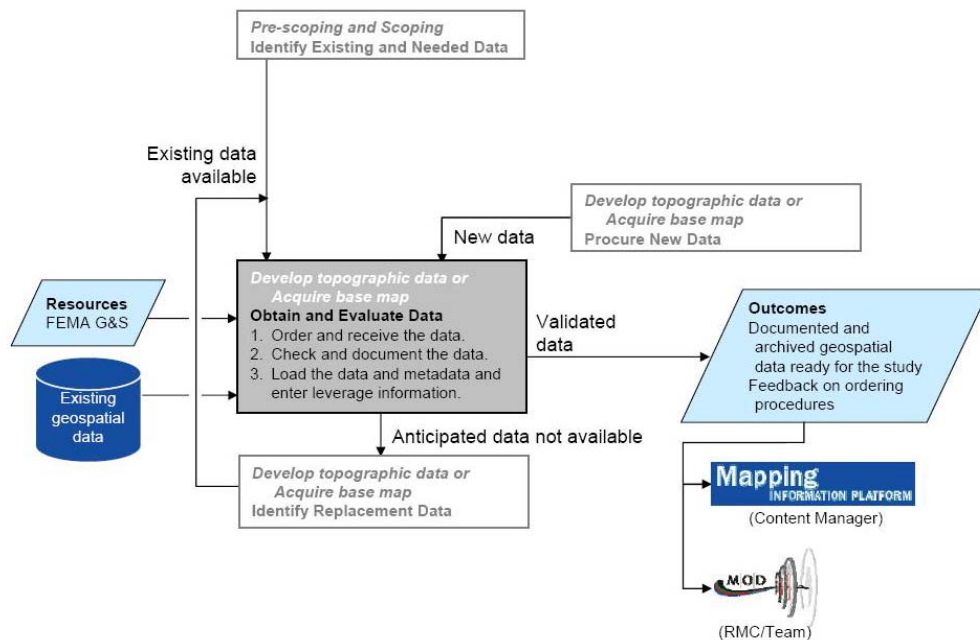 Pre-scoping and Scoping
Identify Existing and Needed Data
Existing data
available
Develop topographic data or
Acquire base map
Procure New Data
New data
Develop topographic data or
Acquire base map
Obtain and Evaluate Data
1. Order and receive the data.
2. Check and document the data.
3. Load the data and metadata and
enter leverage information.
Resources
FEMA G&S
Existing
geospatial
data
Validated
data
Outcomes
Documented and
archived geospatial
data ready for the study
Feedback on ordering
procedures
Anticipated data not available
Develop topographic data or
Acquire base map
Identify Replacement Data
Mapping
INFORMATION PLATFORM
(Content Manager)
MOD
(RMC/Team)